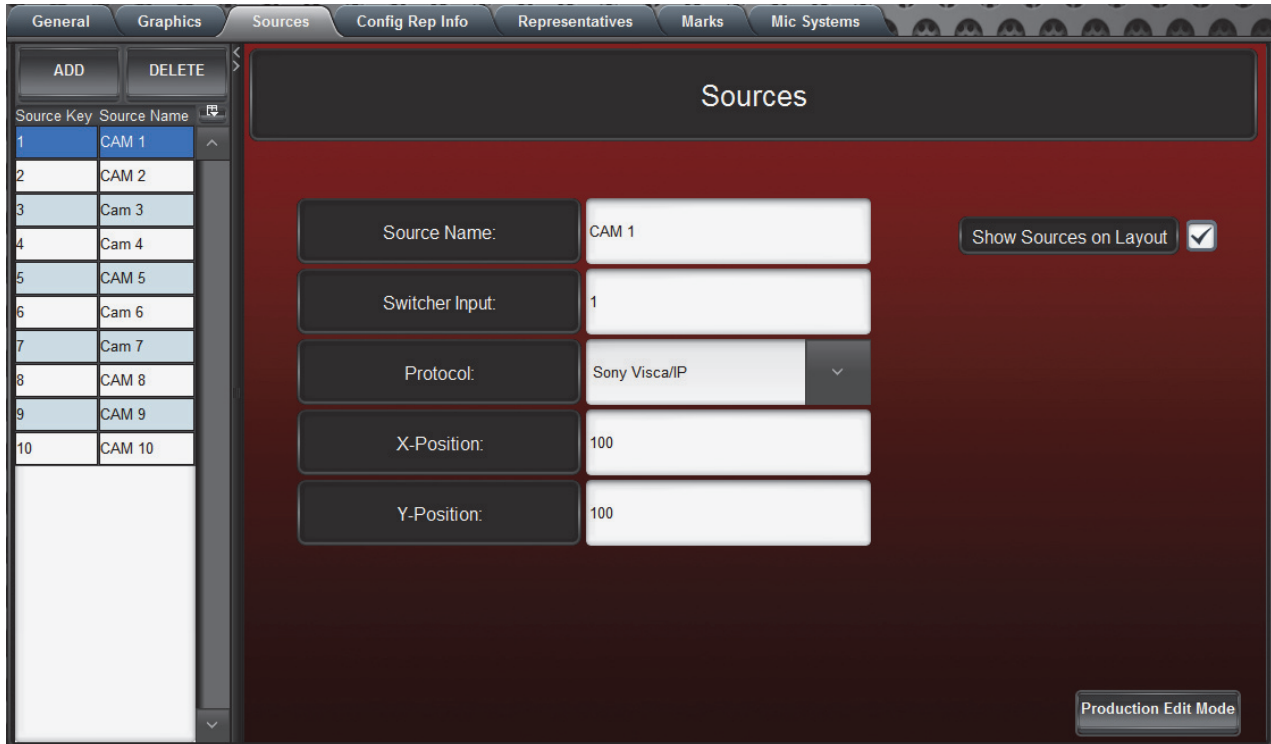 General Graphics Sources Config Rep Info Representatives Marks Mic Systems
ADD DELETE
Source Key Source Name
1 CAM 1
2 CAM 2
3 Cam 3
4 Cam 4
5 CAM 5
6 Cam 6
7 Cam 7
8 CAM 8
9 CAM 9
10 CAM 10
Sources
Source Name: CAM 1
Show Sources on Layout
Switcher Input: 1
Protocol: Sony Visca/IP
X-Position: 100
Y-Position: 100
Production Edit Mode